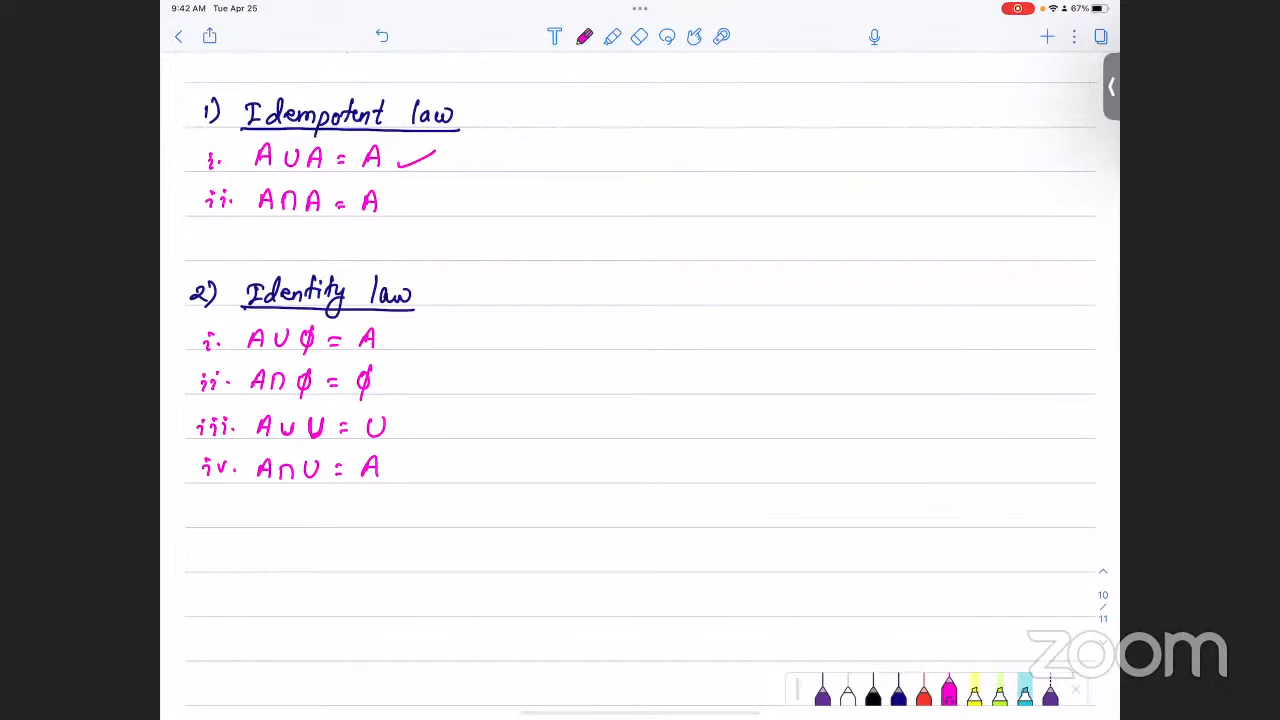 9:42 AM Tue Apr 25
67%
1) Idempotent law
i. A ∪ A = A ✓
ii. A ∩ A = A
2) Identity law
i. A ∪ ϕ = A
ii. A ∩ ϕ = ϕ
iii. A ∪ U = U
iv. A ∩ U = A
10
/
11
zoom